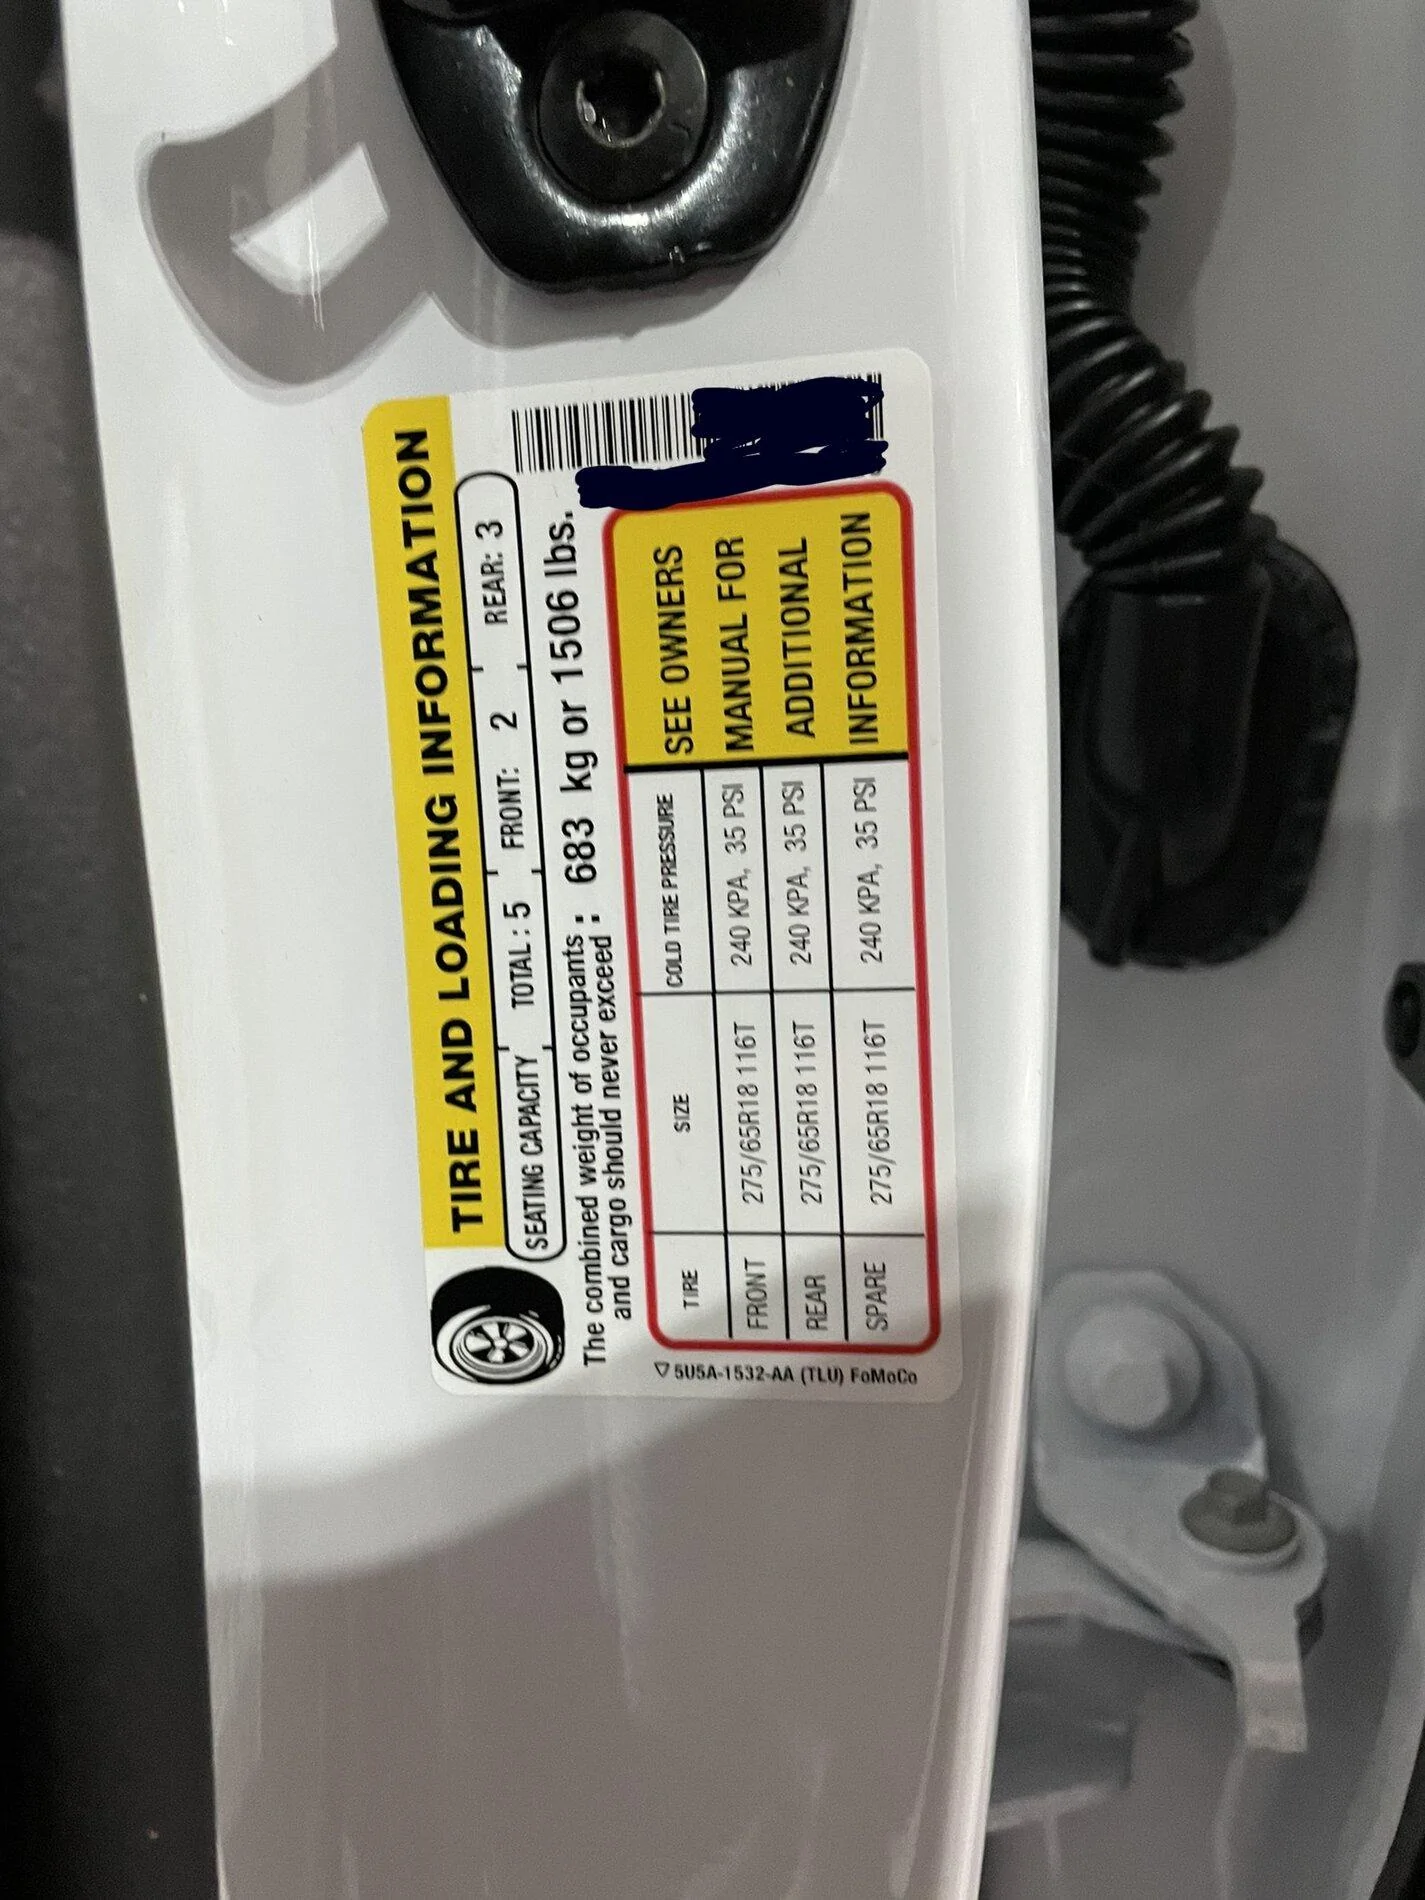 TIRE AND LOADING INFORMATION
SEATING CAPACITY TOTAL: 5 FRONT: 2 REAR: 3
The combined weight of occupants : 683 kg or 1506 lbs.
and cargo should never exceed :
TIRE SIZE COLD TIRE PRESSURE SEE OWNERS
FRONT 275/65R18 116T 240 KPA, 35 PSI MANUAL FOR
REAR 275/65R18 116T 240 KPA, 35 PSI ADDITIONAL
SPARE 275/65R18 116T 240 KPA, 35 PSI INFORMATION
5U5A-1532-AA (TLU) FoMoCo